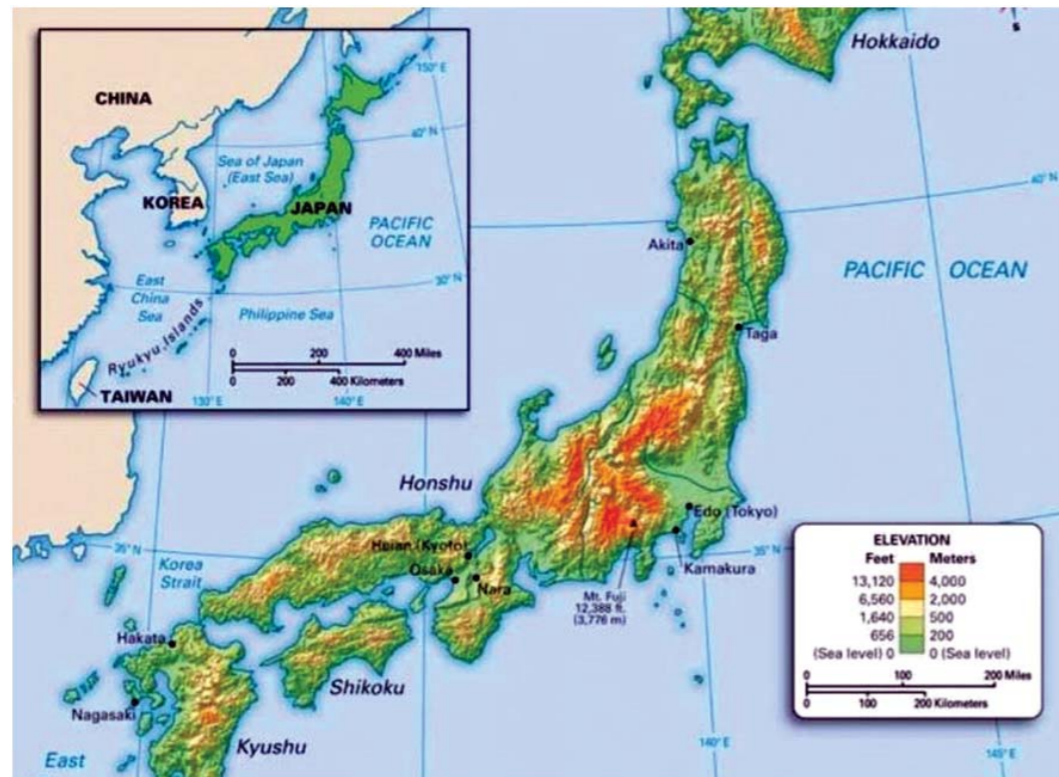 CHINA
150° E
40° N
Sea of Japan
(East Sea)
KOREA
JAPAN
PACIFIC
OCEAN
East
China
Sea
30° N
Philippine Sea
Ryukyu Islands
0 200 400 Miles
0 200 400 Kilometers
TAIWAN
130° E
140° E
S
Hokkaido
40° N
Akita
PACIFIC OCEAN
Taga
Honshu
Edo (Tokyo)
Heian (Kyoto)
35° N
35° N
Korea
Strait
Osaka
Nara
Kamakura
Mt. Fuji
12,388 ft.
(3,776 m)
Hakata
Shikoku
Nagasaki
Kyushu
East
140° E
145° E
ELEVATION
Feet Meters
13,120 4,000
6,560 2,000
1,640 500
656 200
(Sea level) 0 0 (Sea level)
0 100 200 Miles
0 100 200 Kilometers